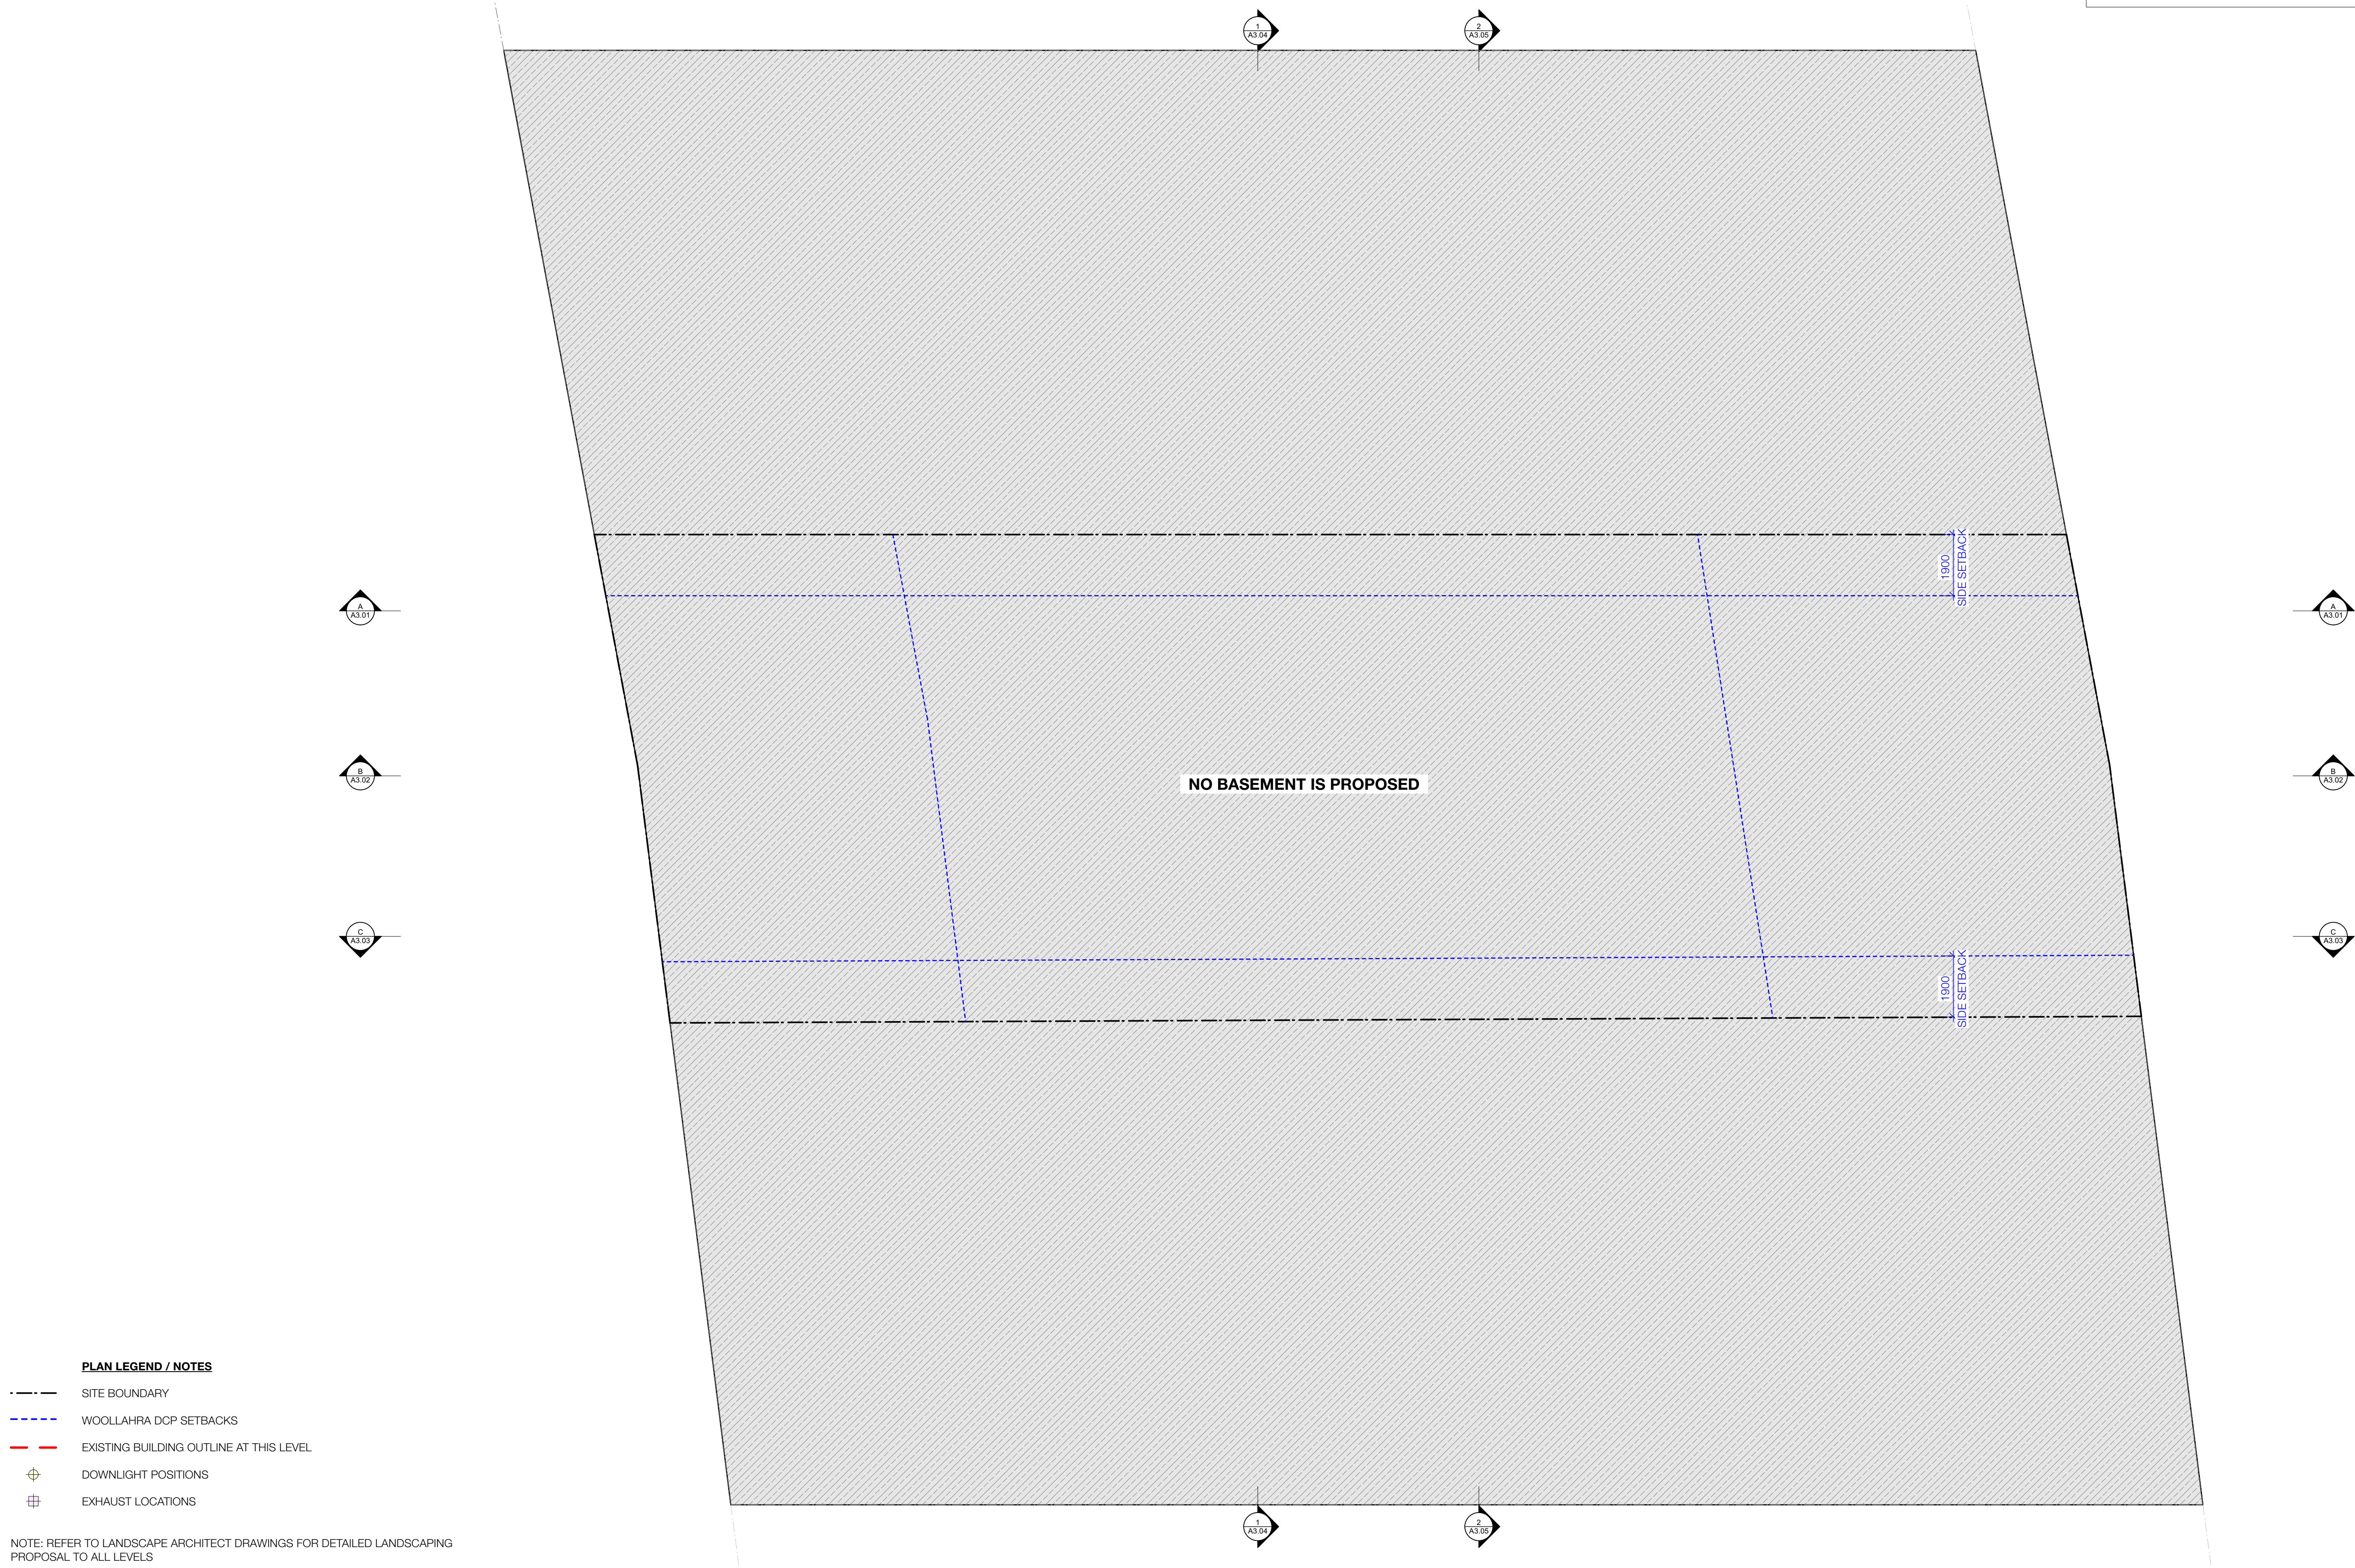 1
A3.04
2
A3.05
1900
SIDE SETBACK
A
A3.01
A
A3.01
B
A3.02
NO BASEMENT IS PROPOSED
B
A3.02
C
A3.03
1900
SIDE SETBACK
C
A3.03
PLAN LEGEND / NOTES
SITE BOUNDARY
WOOLLAHRA DCP SETBACKS
EXISTING BUILDING OUTLINE AT THIS LEVEL
DOWNLIGHT POSITIONS
EXHAUST LOCATIONS
NOTE: REFER TO LANDSCAPE ARCHITECT DRAWINGS FOR DETAILED LANDSCAPING
PROPOSAL TO ALL LEVELS
1
A3.04
2
A3.05